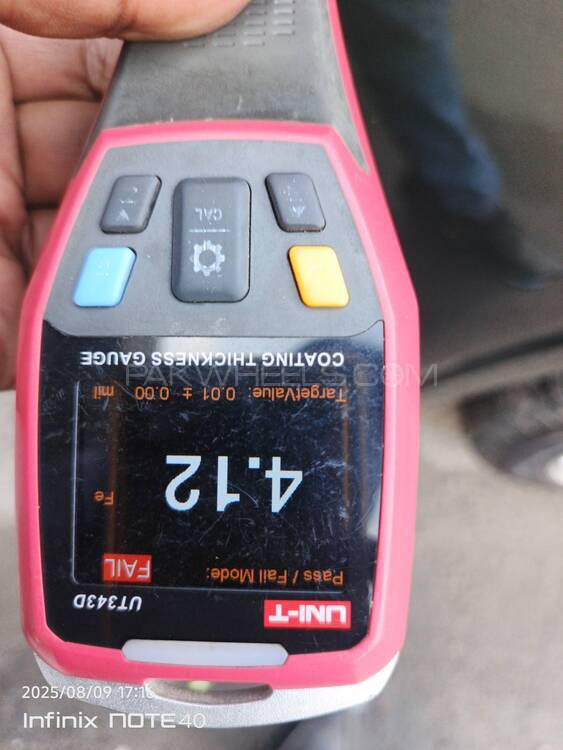 UNI-T
UT343D
Pass / Fail Mode:
FAIL
4.12
Fe
TargetValue: 0.01 ± 0.00 mil
COATING THICKNESS GAUGE
CAL
PAKWHEELS.COM
2025/08/09 17:16
Infinix NOTE40